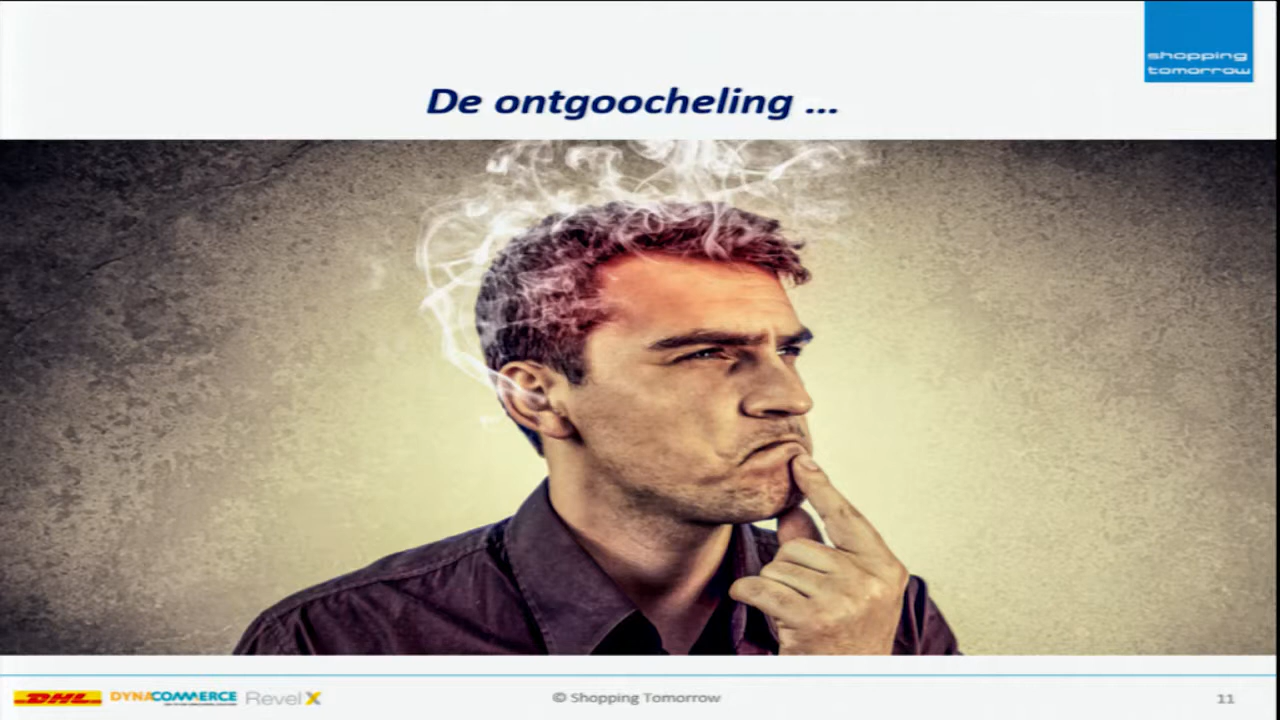 shopping
tomorrow
De ontgoocheling ...
DHL
DYNACOMMERCE
RevelX
© Shopping Tomorrow
11